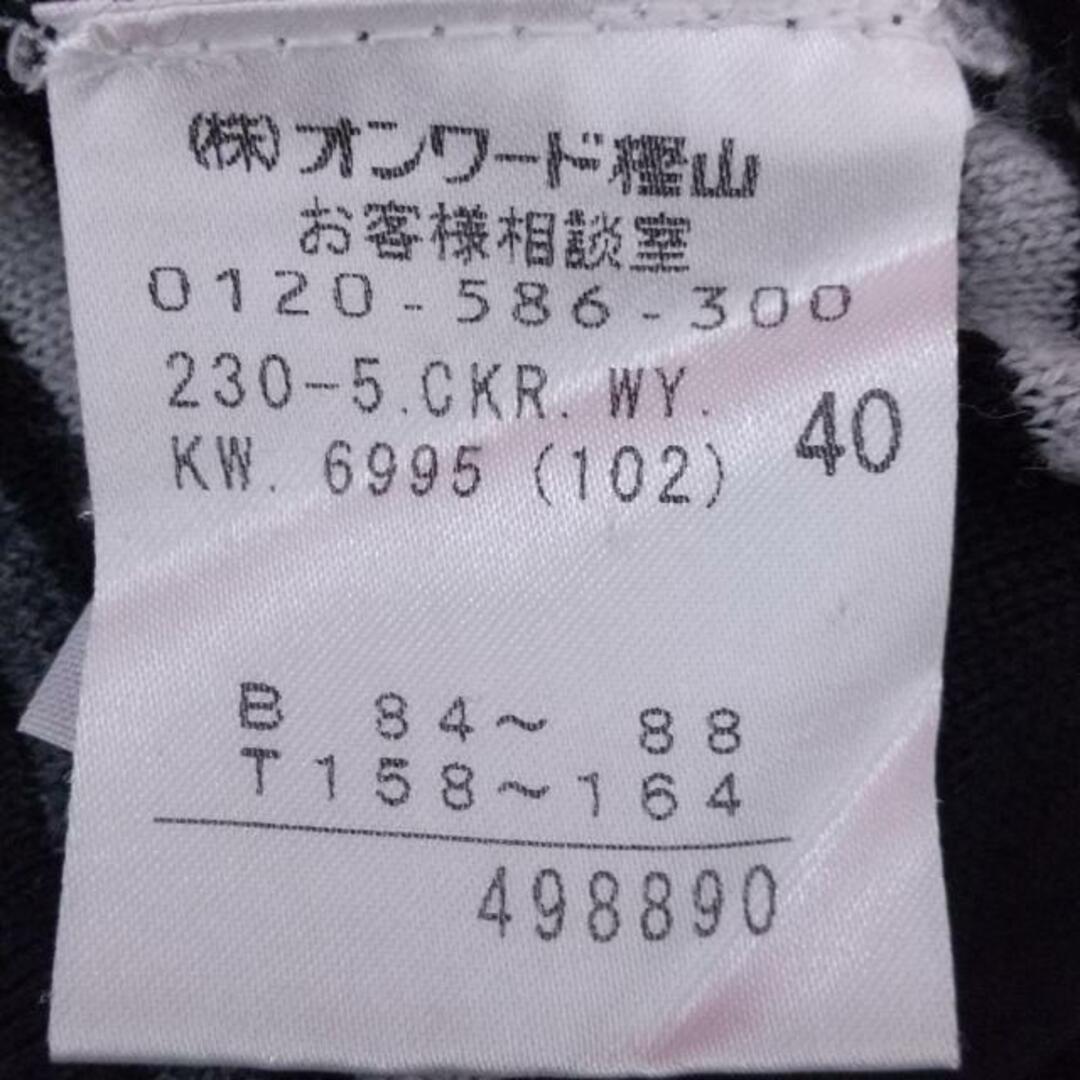 (株)オンワード樫山
お客様相談室
0120-586-300
230-5.CKR.WY.
KW. 6995 (102)
40
B 84〜 88
T158〜164
498890